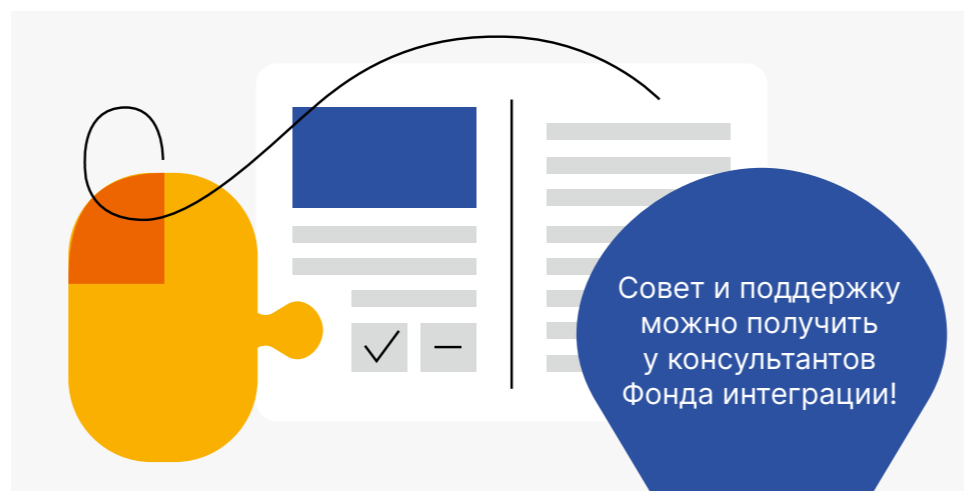 Совет и поддержку
можно получить
у консультантов
Фонда интеграции!